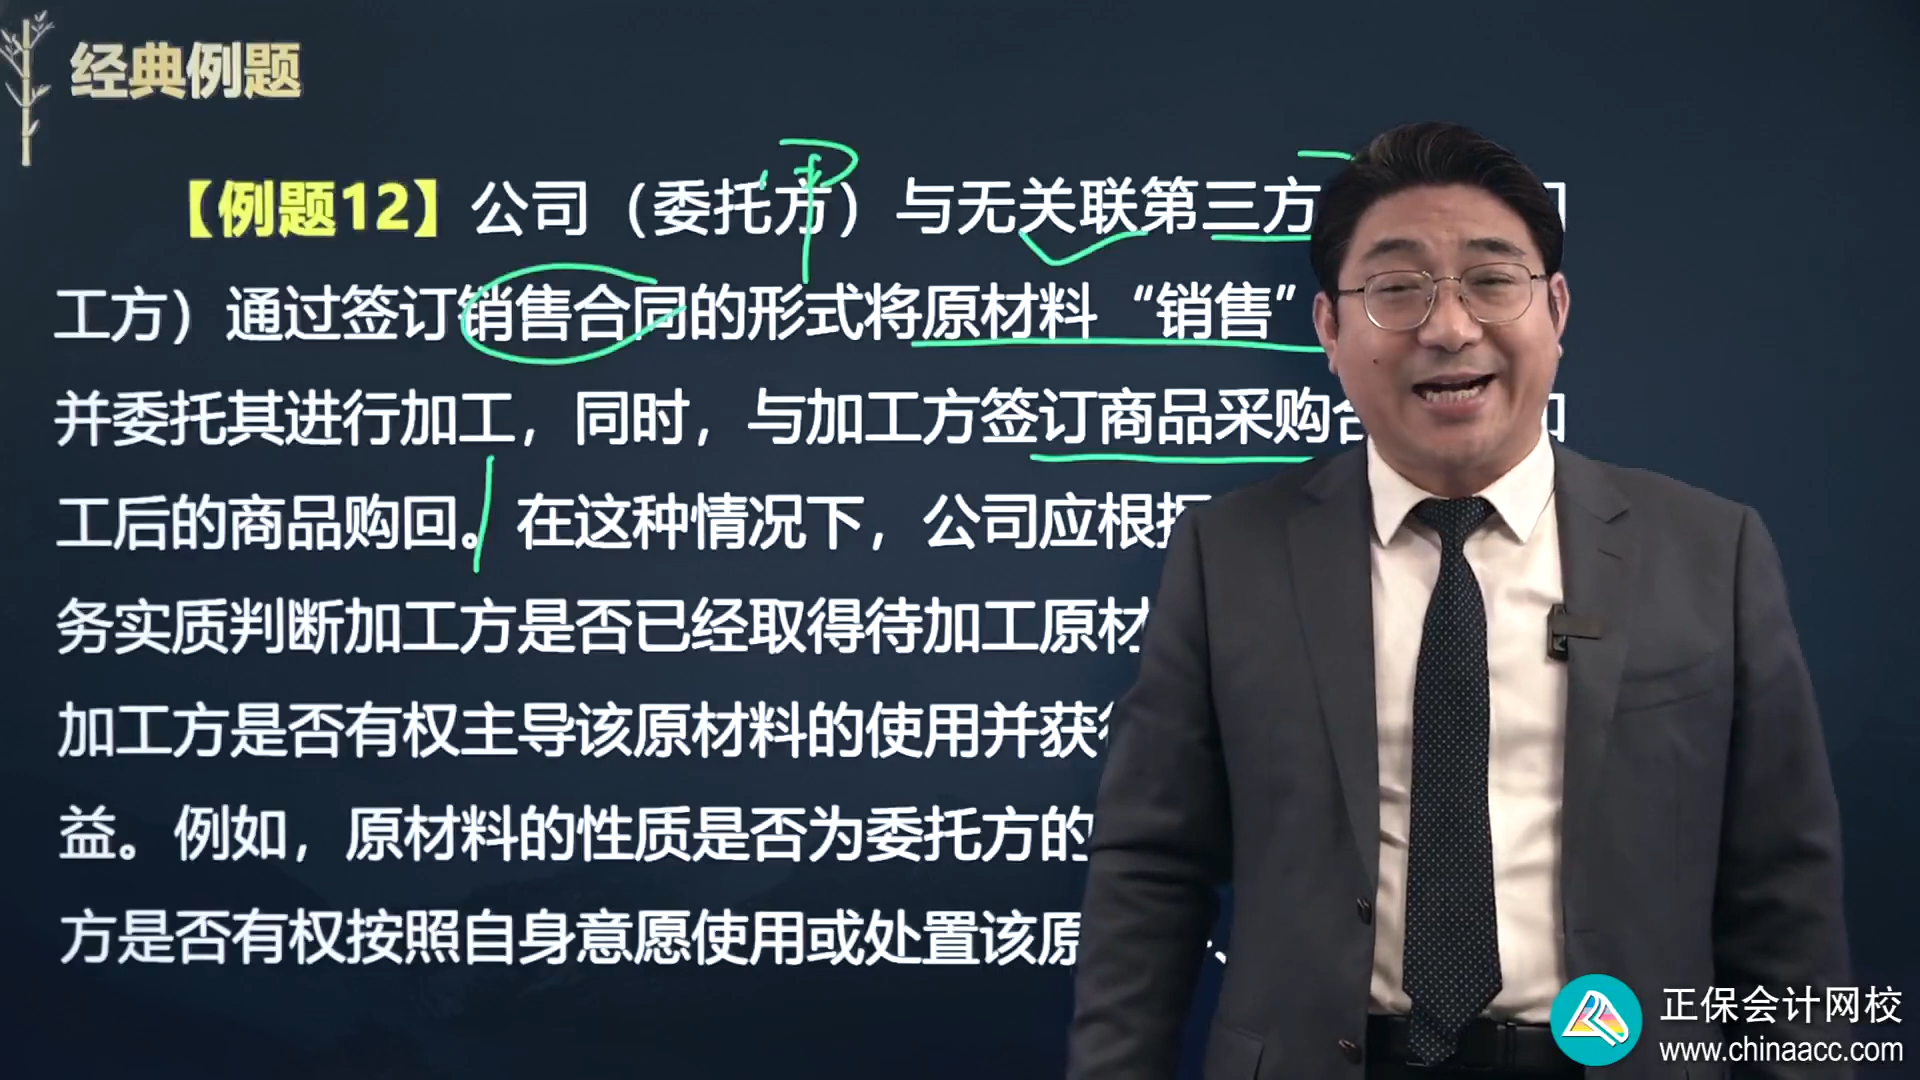 经典例题
【例题12】公司（委托方）与无关联第三方
工方）通过签订销售合同的形式将原材料“销售”
并委托其进行加工，同时，与加工方签订商品采购合
工后的商品购回。在这种情况下，公司应根据
务实质判断加工方是否已经取得待加工原材
加工方是否有权主导该原材料的使用并获
益。例如，原材料的性质是否为委托方的
方是否有权按照自身意愿使用或处置该原
甲
正保会计网校
www.chinaacc.com